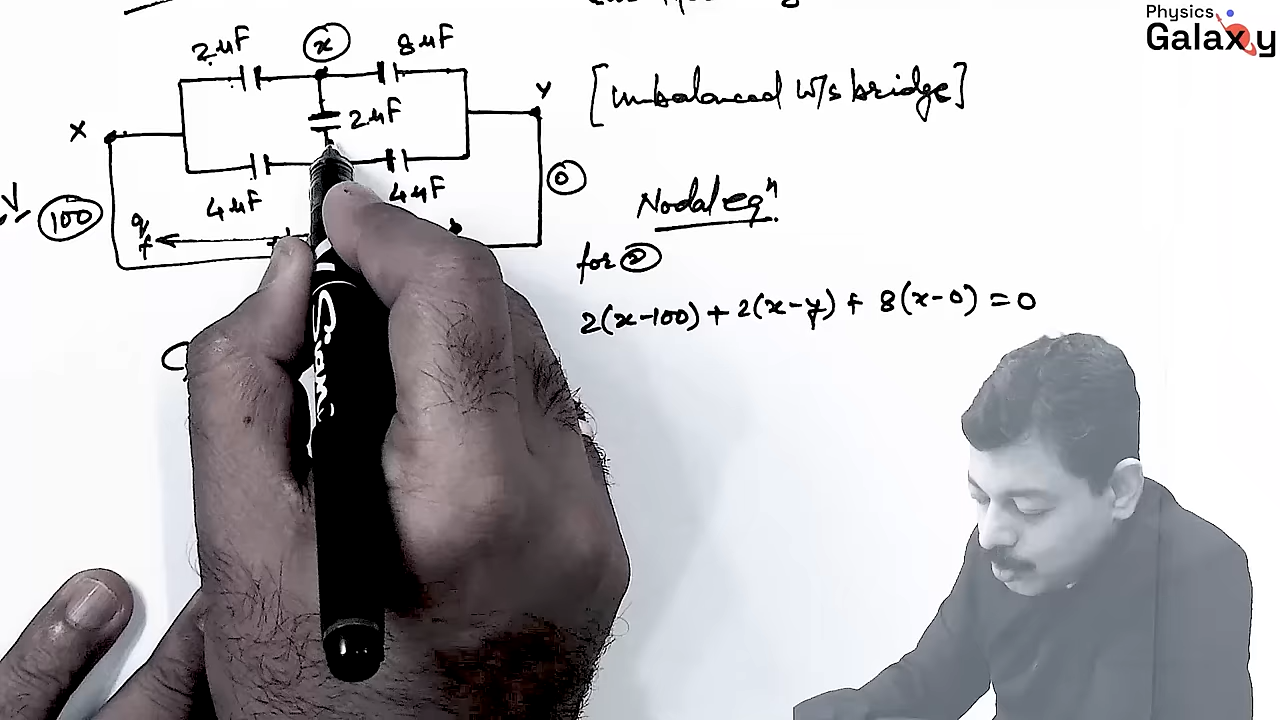 Physics
Galaxy
2μF
x
8μF
X
2μF
Y
[unbalanced W/s bridge]
4μF
4μF
100
0
q
Nodal eqⁿ
for x
2(x-100) + 2(x-y) + 8(x-0) = 0